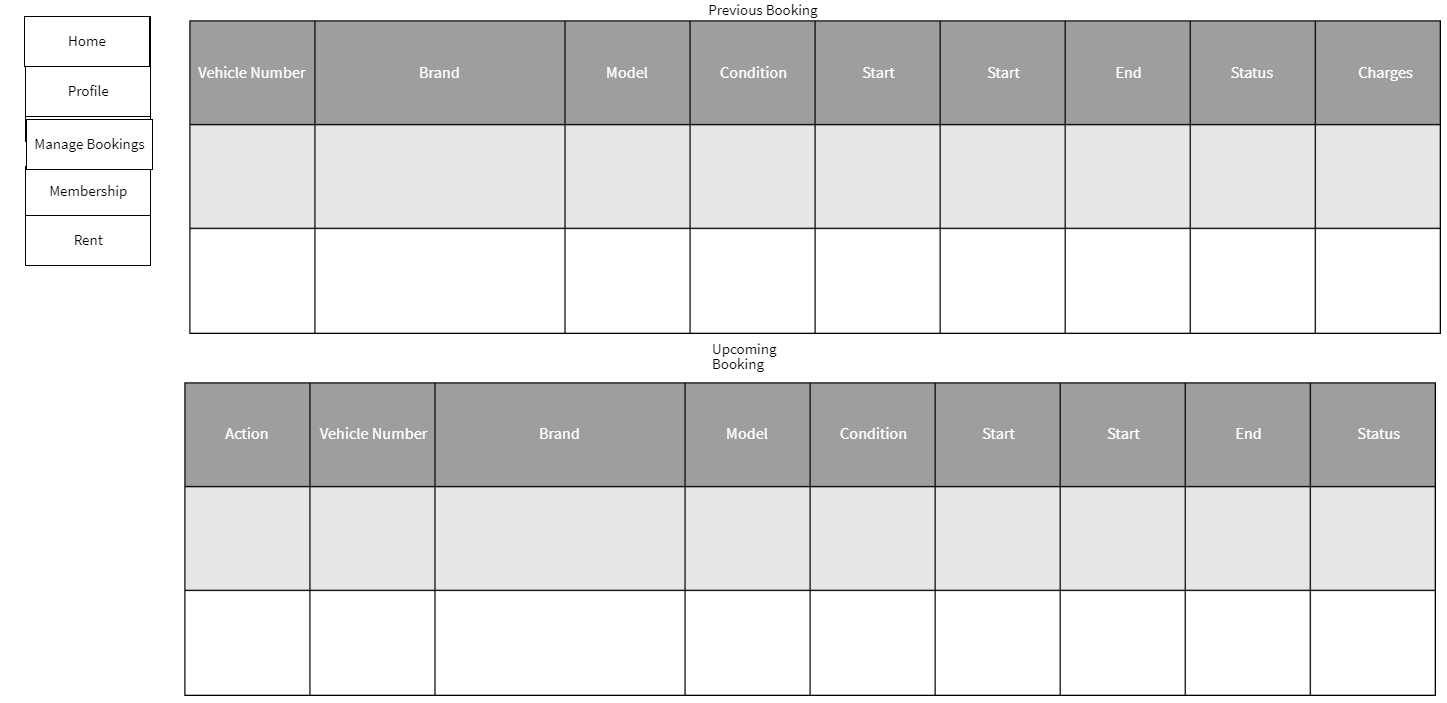 Home
Profile
Manage Bookings
Membership
Rent
Previous Booking
Vehicle Number Brand Model Condition Start Start End Status Charges
Upcoming
Booking
Action Vehicle Number Brand Model Condition Start Start End Status